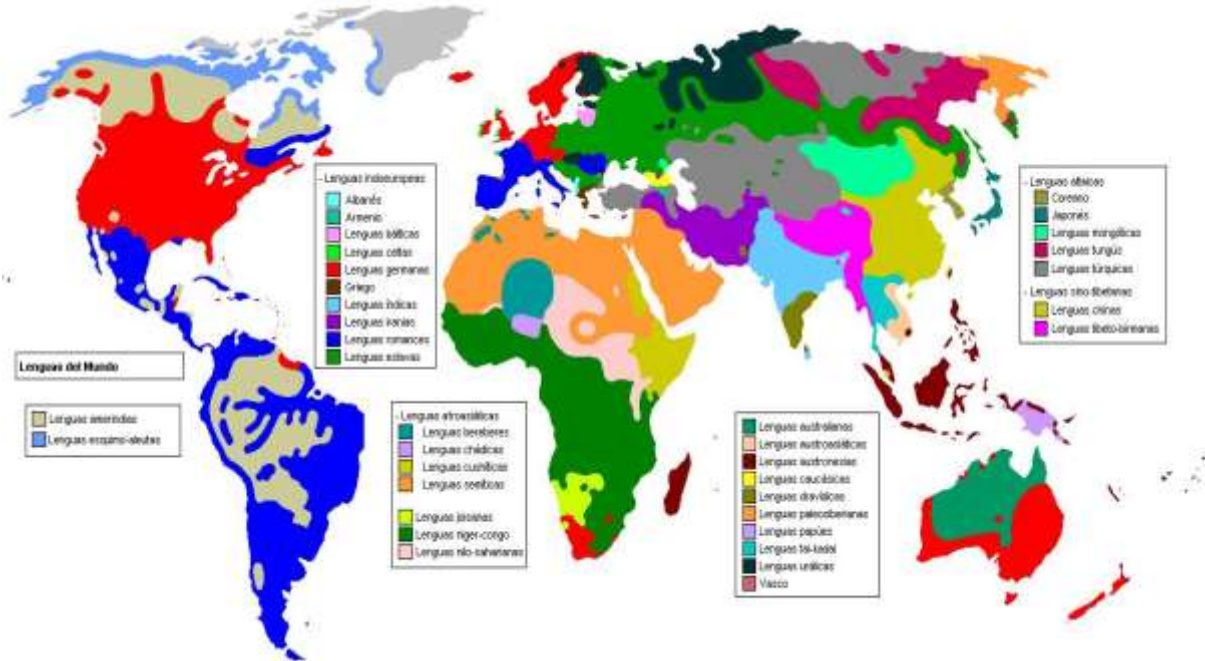 Lenguas del Mundo
Lenguas amerindias
Lenguas esquimo-aleutas
- Lenguas indoeuropeas
Albanés
Armenio
Lenguas bálticas
Lenguas celtas
Lenguas germanas
Griego
Lenguas índicas
Lenguas iranias
Lenguas romances
Lenguas eslavas
- Lenguas afroasiáticas
Lenguas bereberes
Lenguas chádicas
Lenguas cushíticas
Lenguas semíticas
Lenguas joisanas
Lenguas niger-congo
Lenguas nilo-saharianas
Lenguas australianas
Lenguas austroasiáticas
Lenguas austronesias
Lenguas caucásicas
Lenguas dravídicas
Lenguas paleosiberianas
Lenguas papúes
Lenguas tai-kadai
Lenguas urálicas
Vasco
- Lenguas altaicas
Coreano
Japonés
Lenguas mongólicas
Lenguas tungús
Lenguas túrquicas
- Lenguas sino-tibetanas
Lenguas chinas
Lenguas tibeto-birmanas